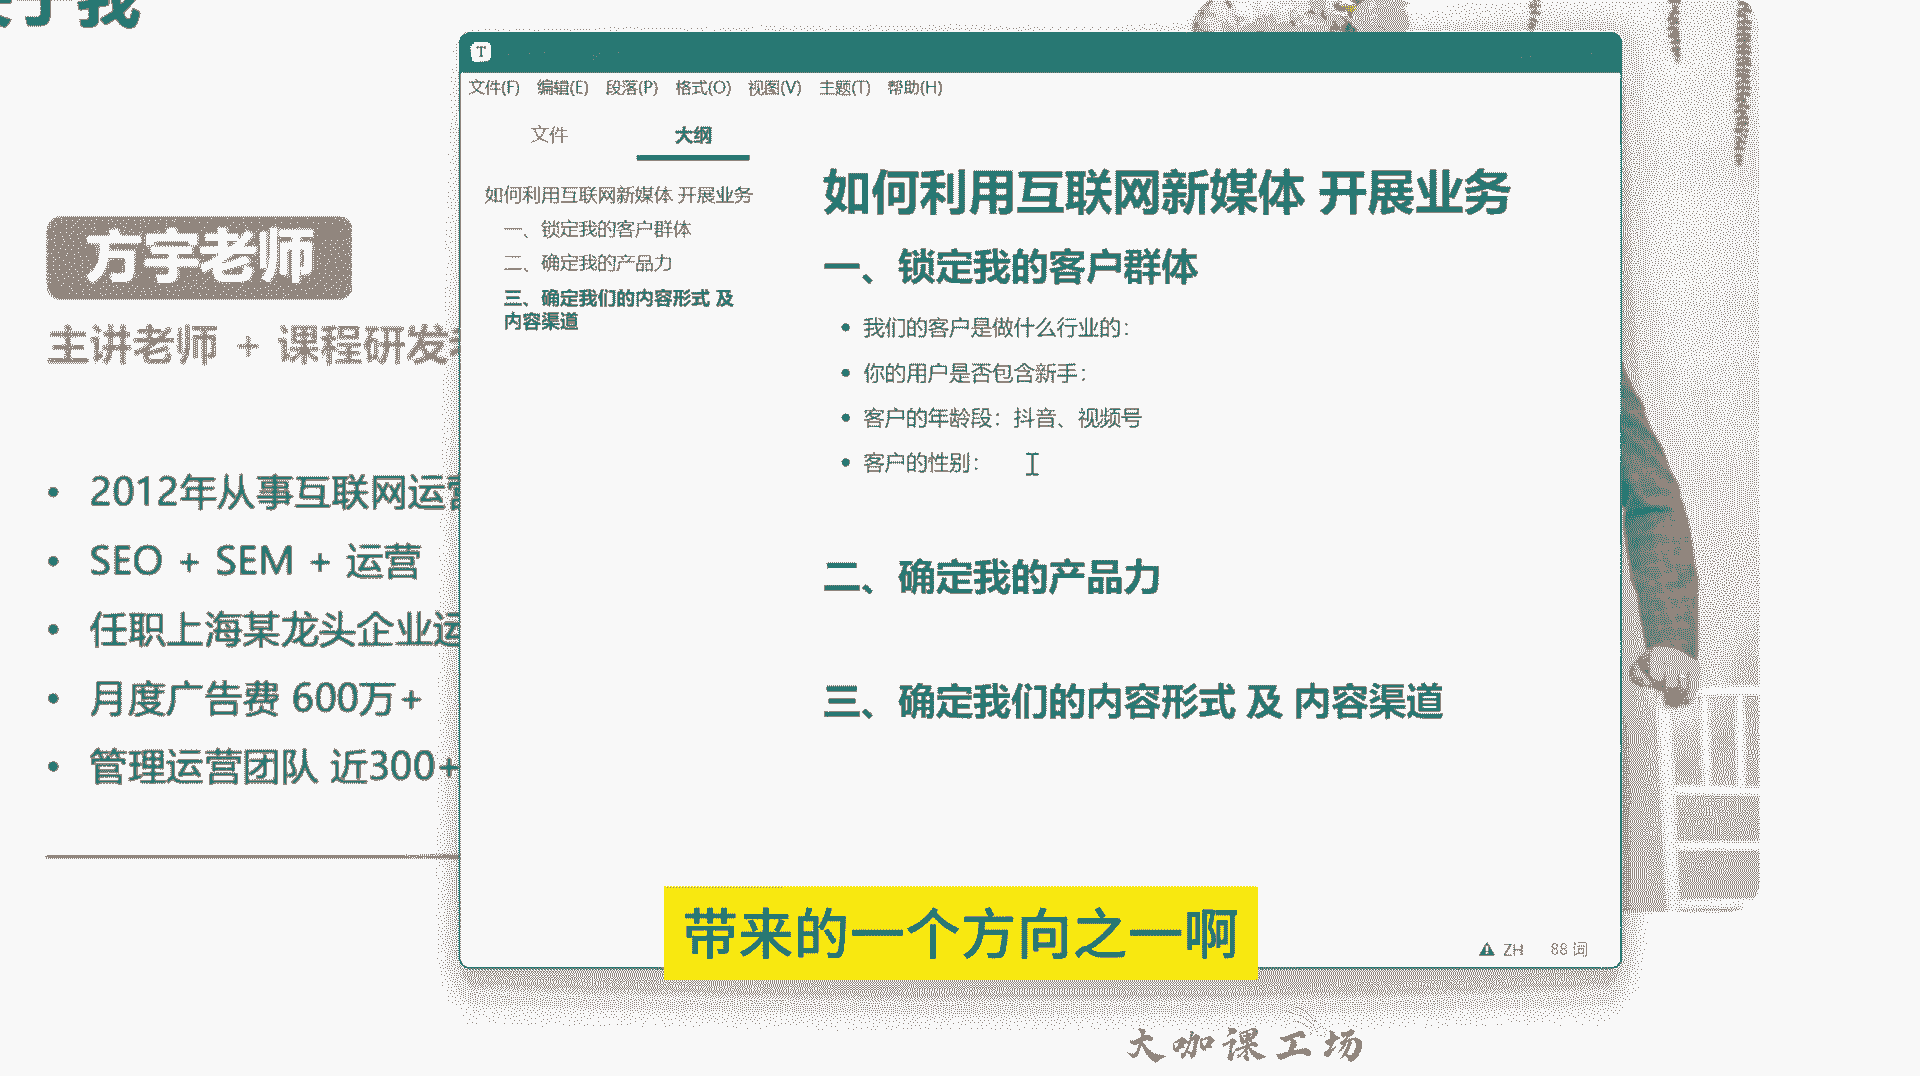 方宇老师
主讲老师 + 课程研发
2012年从事互联网运营
SEO + SEM + 运营
任职上海某龙头企业运
月度广告费 600万+
管理运营团队 近300+
T
文件(F) 编辑(E) 段落(P) 格式(O) 视图(V) 主题(T) 帮助(H)
文件 大纲
如何利用互联网新媒体 开展业务
一、锁定我的客户群体
二、确定我的产品力
三、确定我们的内容形式 及
内容渠道
如何利用互联网新媒体 开展业务
一、锁定我的客户群体
我们的客户是做什么行业的：
你的用户是否包含新手：
客户的年龄段：抖音、视频号
客户的性别：
二、确定我的产品力
三、确定我们的内容形式 及 内容渠道
ZH 88 词
带来的一个方向之一啊
大咖课工场